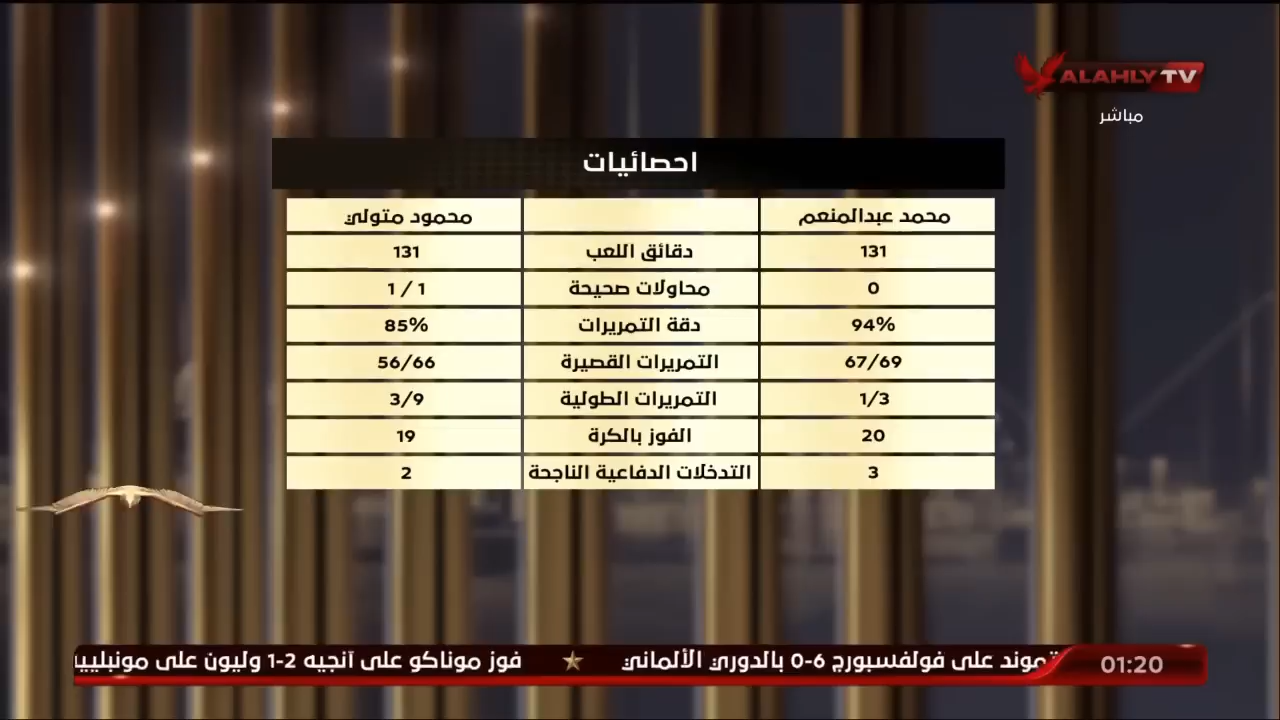 ALAHLY TV
مباشر
احصائيات
محمد عبدالمنعم محمود متولي
131 دقائق اللعب 131
0 محاولات صحيحة 1 / 1
94% دقة التمريرات 85%
67/69 التمريرات القصيرة 56/66
1/3 التمريرات الطولية 3/9
20 الفوز بالكرة 19
3 التدخلات الدفاعية الناجحة 2
على فولفسبورج 6-0 بالدوري الألماني ★ فوز موناكو على آنجيه 2-1 وليون على
01:20